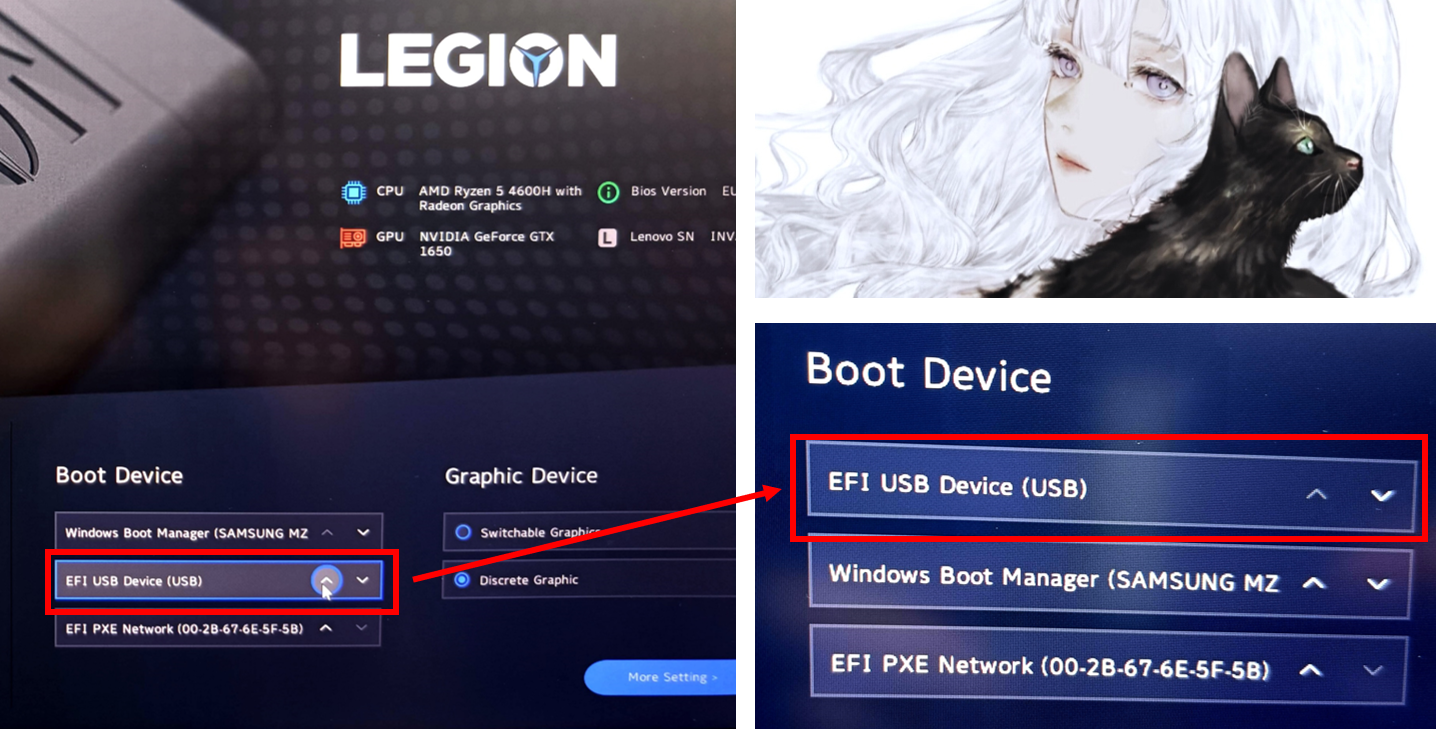 LEGION
CPU AMD Ryzen 5 4600H with
Radeon Graphics
Bios Version EU
GPU NVIDIA GeForce GTX
1650
Lenovo SN INV
Boot Device
Windows Boot Manager (SAMSUNG MZ
EFI USB Device (USB)
EFI PXE Network (00-2B-67-6E-5F-5B)
Graphic Device
Switchable Graphics
Discrete Graphic
More Setting >
Boot Device
EFI USB Device (USB)
Windows Boot Manager (SAMSUNG MZ
EFI PXE Network (00-2B-67-6E-5F-5B)